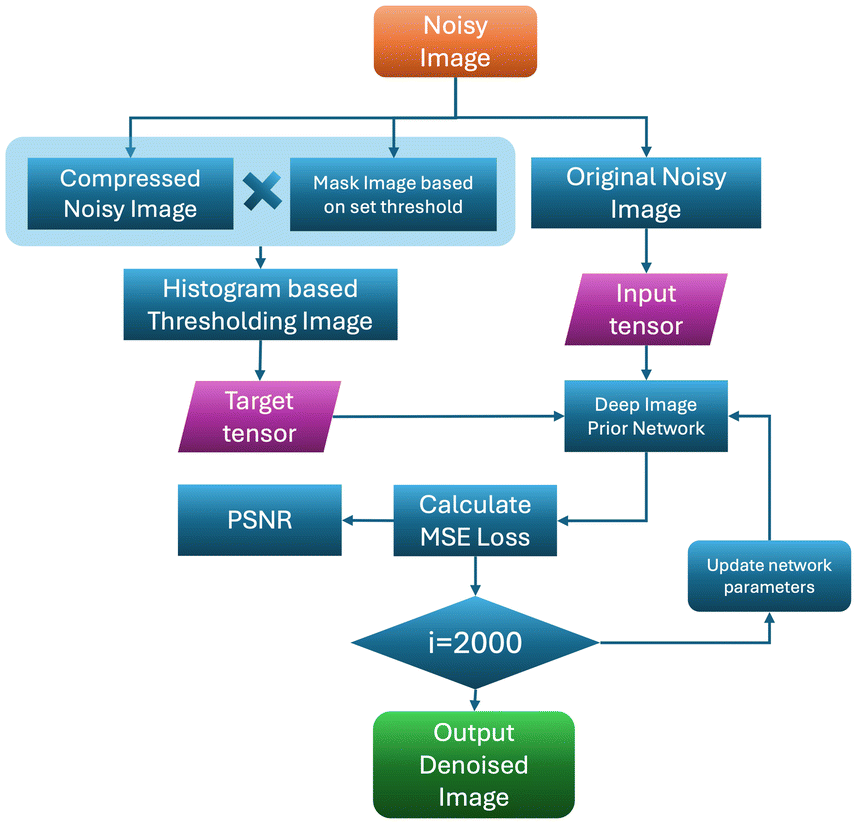 Noisy
Image
Compressed
Noisy Image
Mask Image based
on set threshold
Original Noisy
Image
Histogram based
Thresholding Image
Input
tensor
Target
tensor
Deep Image
Prior Network
PSNR
Calculate
MSE Loss
Update network
parameters
i=2000
Output
Denoised
Image